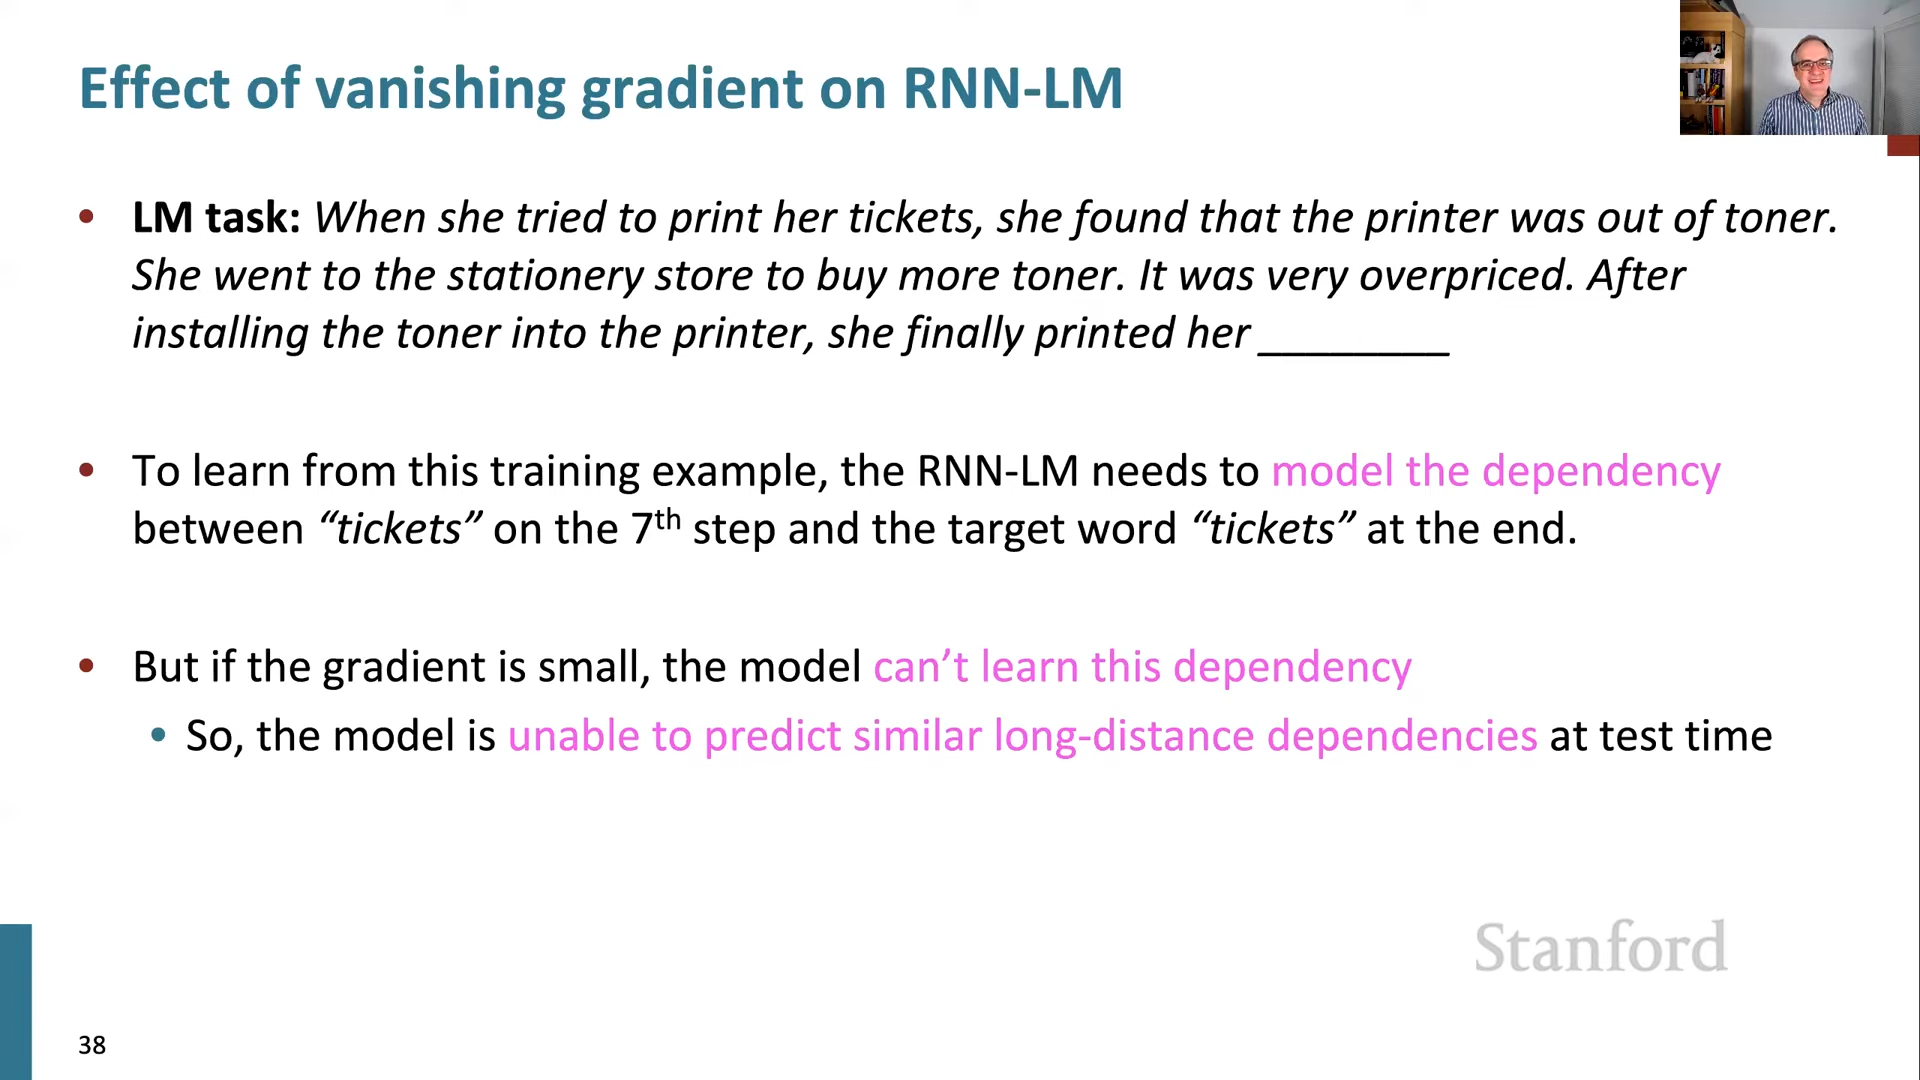 Effect of vanishing gradient on RNN-LM
• LM task: When she tried to print her tickets, she found that the printer was out of toner.
She went to the stationery store to buy more toner. It was very overpriced. After
installing the toner into the printer, she finally printed her ________
• To learn from this training example, the RNN-LM needs to model the dependency
between “tickets” on the 7th step and the target word “tickets” at the end.
• But if the gradient is small, the model can’t learn this dependency
• So, the model is unable to predict similar long-distance dependencies at test time
Stanford
38